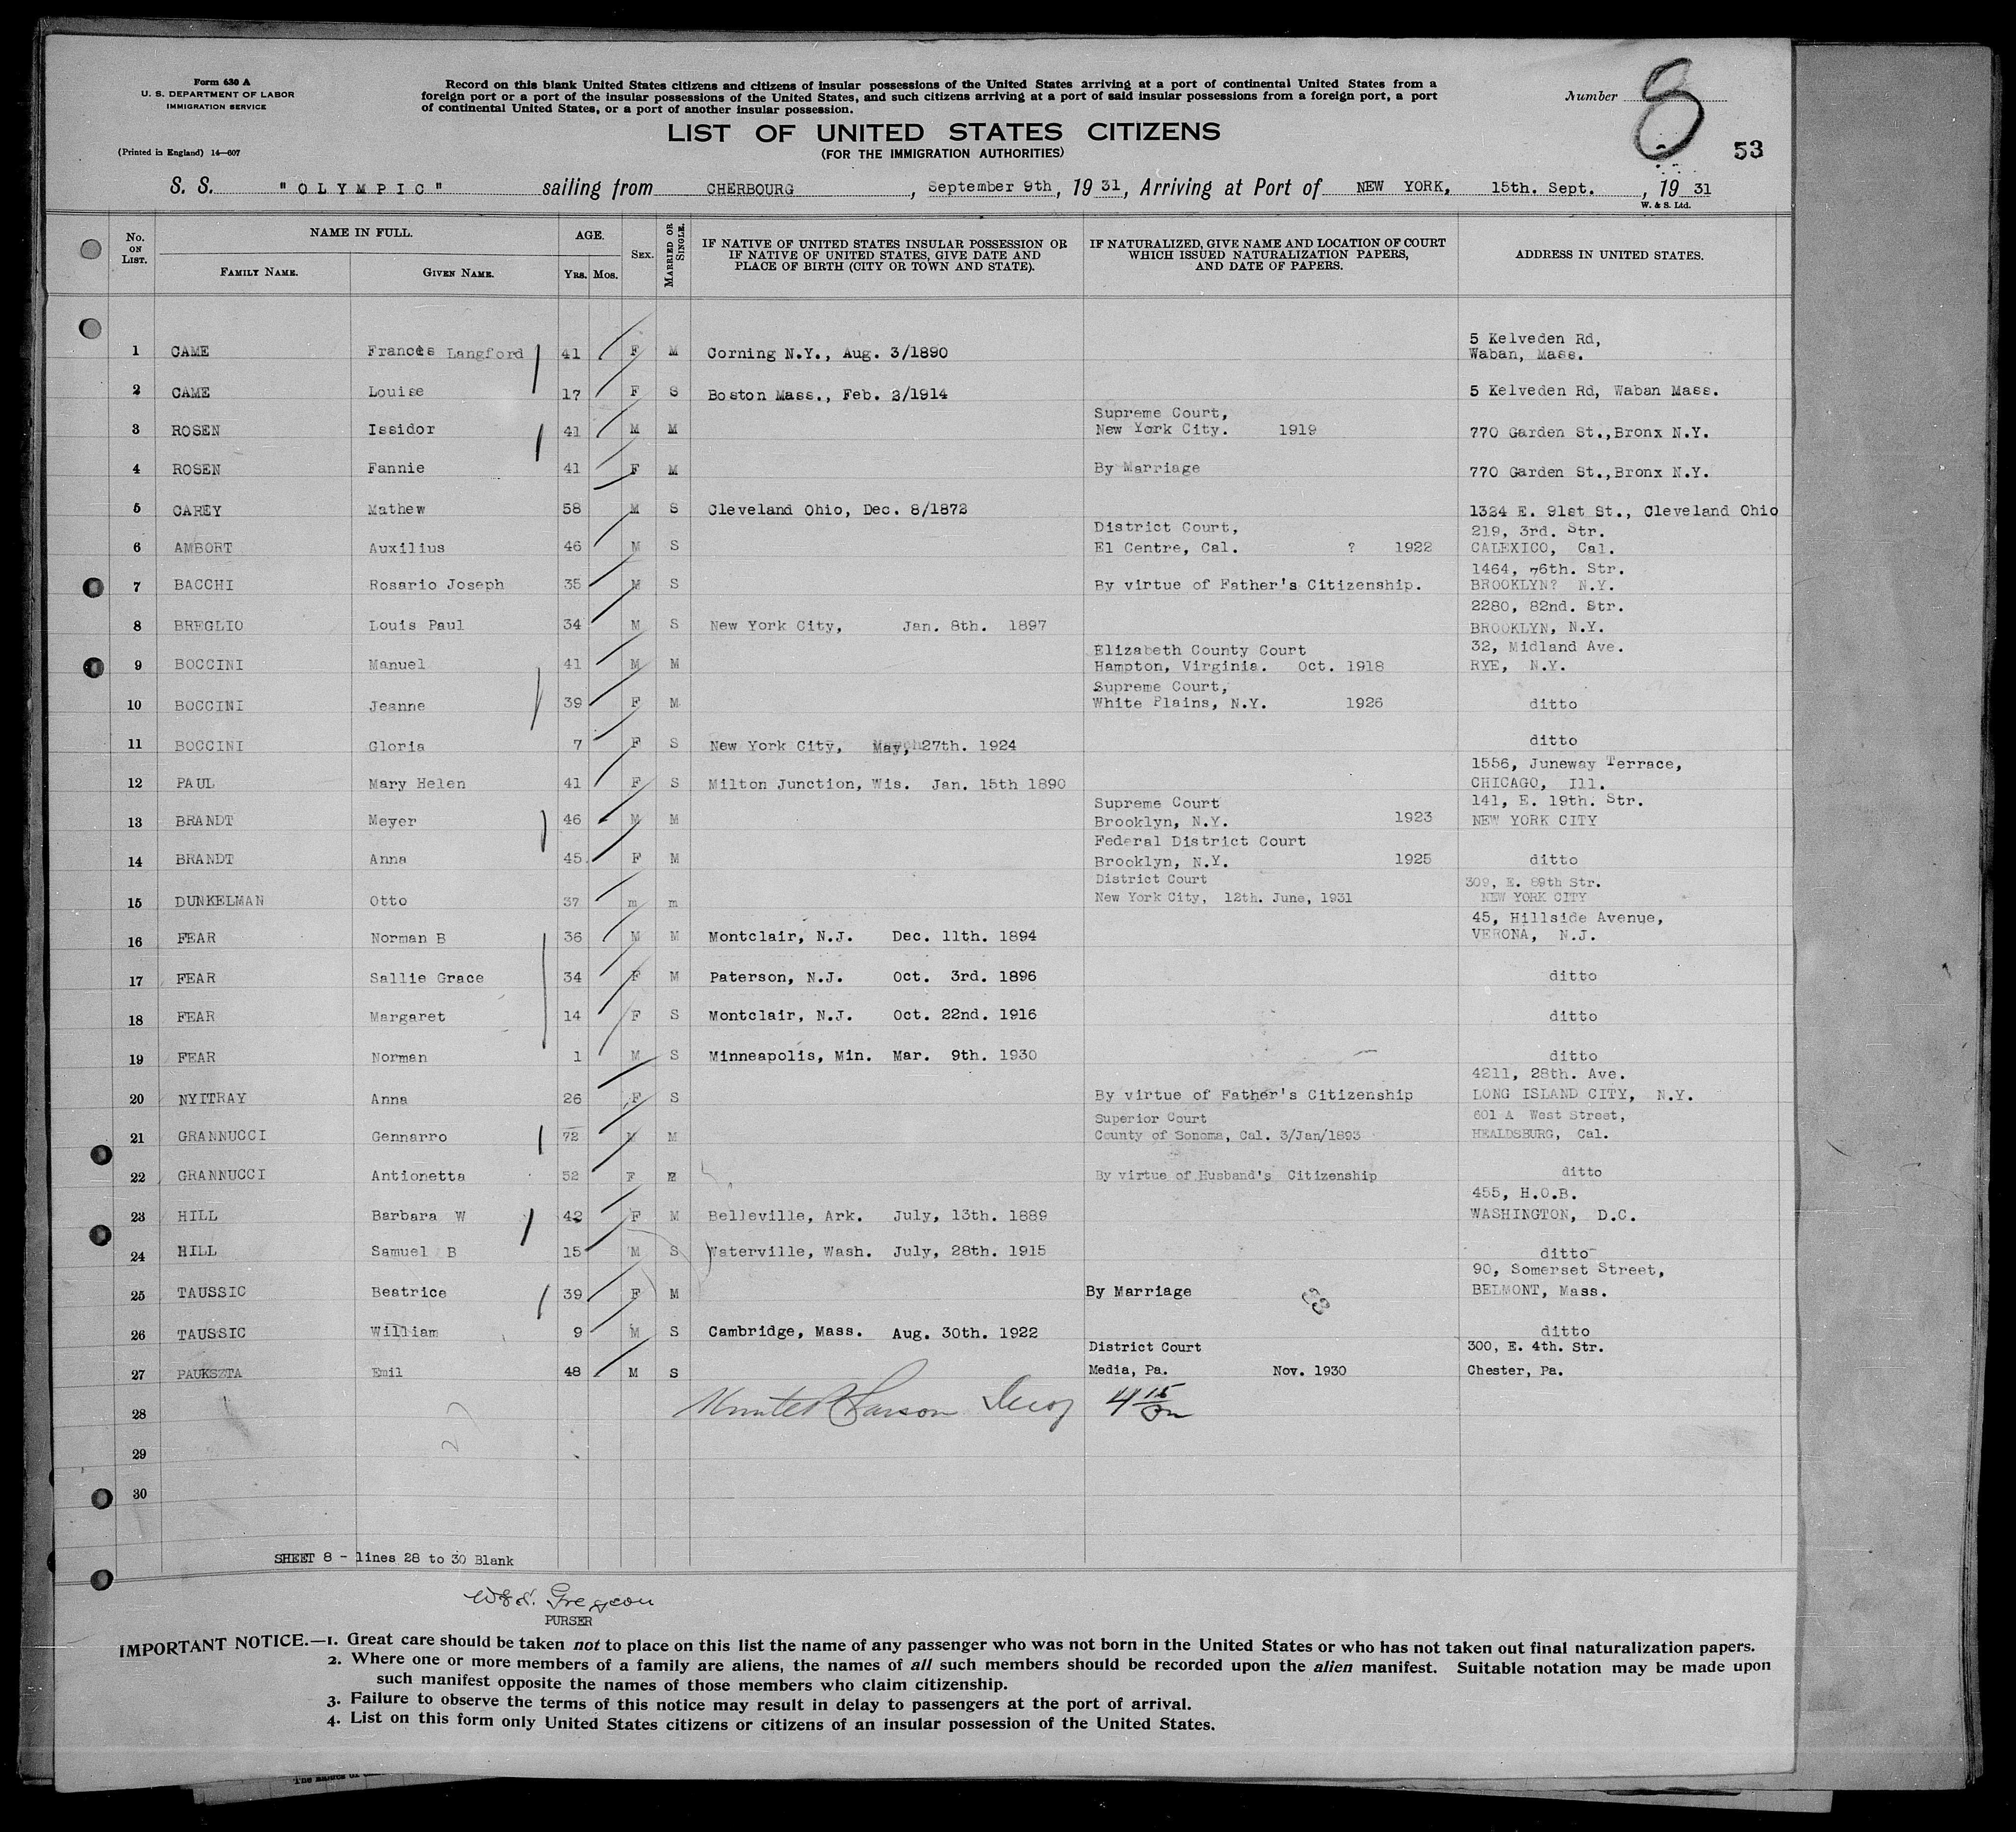 Form 630 A
U. S. DEPARTMENT OF LABOR
IMMIGRATION SERVICE
(Printed in England) 14—607
Record on this blank United States citizens and citizens of insular possessions of the United States arriving at a port of continental United States from a
foreign port or a port of the insular possessions of the United States, and such citizens arriving at a port of said insular possessions from a foreign port, a port
of continental United States, or a port of another insular possession.
Number 8
LIST OF UNITED STATES CITIZENS
(FOR THE IMMIGRATION AUTHORITIES)
53
S. S. "OLYMPIC" sailing from CHERBOURG, September 9th, 1931, Arriving at Port of NEW YORK, 15th. Sept., 1931
W. & S. Ltd.
No. ON LIST. NAME IN FULL. FAMILY NAME. GIVEN NAME. AGE. YRS. MOS. SEX. MARRIED OR SINGLE. IF NATIVE OF UNITED STATES INSULAR POSSESSION OR IF NATIVE OF UNITED STATES, GIVE DATE AND PLACE OF BIRTH (CITY OR TOWN AND STATE). IF NATURALIZED, GIVE NAME AND LOCATION OF COURT WHICH ISSUED NATURALIZATION PAPERS, AND DATE OF PAPERS. ADDRESS IN UNITED STATES.
1 CAME Frances Langford 41 F M Corning N.Y., Aug. 3/1890 5 Kelveden Rd, Waban, Mass.
2 CAME Louise 17 F S Boston Mass., Feb. 2/1914 5 Kelveden Rd, Waban Mass.
3 ROSEN Issidor 41 M M Supreme Court, New York City. 1919 770 Garden St.,Bronx N.Y.
4 ROSEN Fannie 41 F M By Marriage 770 Garden St.,Bronx N.Y.
5 CAREY Mathew 58 M S Cleveland Ohio, Dec. 8/1872 1324 E. 91st St., Cleveland Ohio
6 AMBORT Auxilius 46 M S District Court, El Centre, Cal. ? 1922 219, 3rd. Str. CALEXICO, Cal.
7 BACCHI Rosario Joseph 35 M S By virtue of Father's Citizenship. 1464, 76th. Str. BROOKLYN? N.Y.
8 BREGLIO Louis Paul 34 M S New York City, Jan. 8th. 1897 2280, 82nd. Str. BROOKLYN, N.Y.
9 BOCCINI Manuel 41 M M Elizabeth County Court Hampton, Virginia. Oct. 1918 32, Midland Ave. RYE, N.Y.
10 BOCCINI Jeanne 39 F M Supreme Court, White Plains, N.Y. 1926 ditto
11 BOCCINI Gloria 7 F S New York City, May, 27th. 1924 ditto
12 PAUL Mary Helen 41 F S Milton Junction, Wis. Jan. 15th 1890 1556, Juneway Terrace, CHICAGO, Ill.
13 BRANDT Meyer 46 M M Supreme Court Brooklyn, N.Y. 1923 141, E. 19th. Str. NEW YORK CITY
14 BRANDT Anna 45. F M Federal District Court Brooklyn, N.Y. 1925 ditto
15 DUNKELMAN Otto 37 m m District Court New York City, 12th. June, 1931 309, E. 89th Str. NEW YORK CITY
16 FEAR Norman B 36 M M Montclair, N.J. Dec. 11th. 1894 45, Hillside Avenue, VERONA, N.J.
17 FEAR Sallie Grace 34 F M Paterson, N.J. Oct. 3rd. 1896 ditto
18 FEAR Margaret 14 F S Montclair, N.J. Oct. 22nd. 1916 ditto
19 FEAR Norman 1 M S Minneapolis, Min. Mar. 9th. 1930 ditto
20 NYITRAY Anna 26 F S By virtue of Father's Citizenship 4211, 28th. Ave. LONG ISLAND CITY, N.Y.
21 GRANNUCCI Gennarro 72 M M Superior Court County of Sonoma, Cal. 3/Jan/1893 601 A West Street, HEALDSBURG, Cal.
22 GRANNUCCI Antionetta 52 F M By virtue of Husband's Citizenship ditto
23 HILL Barbara W 42 F M Belleville, Ark. July, 13th. 1889 455, H.O.B. WASHINGTON, D.C.
24 HILL Samuel B 15 M S Waterville, Wash. July, 28th. 1915 ditto
25 TAUSSIC Beatrice 39 F M By Marriage 90, Somerset Street, BELMONT, Mass.
26 TAUSSIC William 9 M S Cambridge, Mass. Aug. 30th. 1922 ditto
27 PAUKSZTA Emil 48 M S District Court Media, Pa. Nov. 1930 300, E. 4th. Str. Chester, Pa.
28
29
30
SHEET 8 - lines 28 to 30 Blank
PURSER
IMPORTANT NOTICE.—1. Great care should be taken not to place on this list the name of any passenger who was not born in the United States or who has not taken out final naturalization papers.
2. Where one or more members of a family are aliens, the names of all such members should be recorded upon the alien manifest. Suitable notation may be made upon
such manifest opposite the names of those members who claim citizenship.
3. Failure to observe the terms of this notice may result in delay to passengers at the port of arrival.
4. List on this form only United States citizens or citizens of an insular possession of the United States.